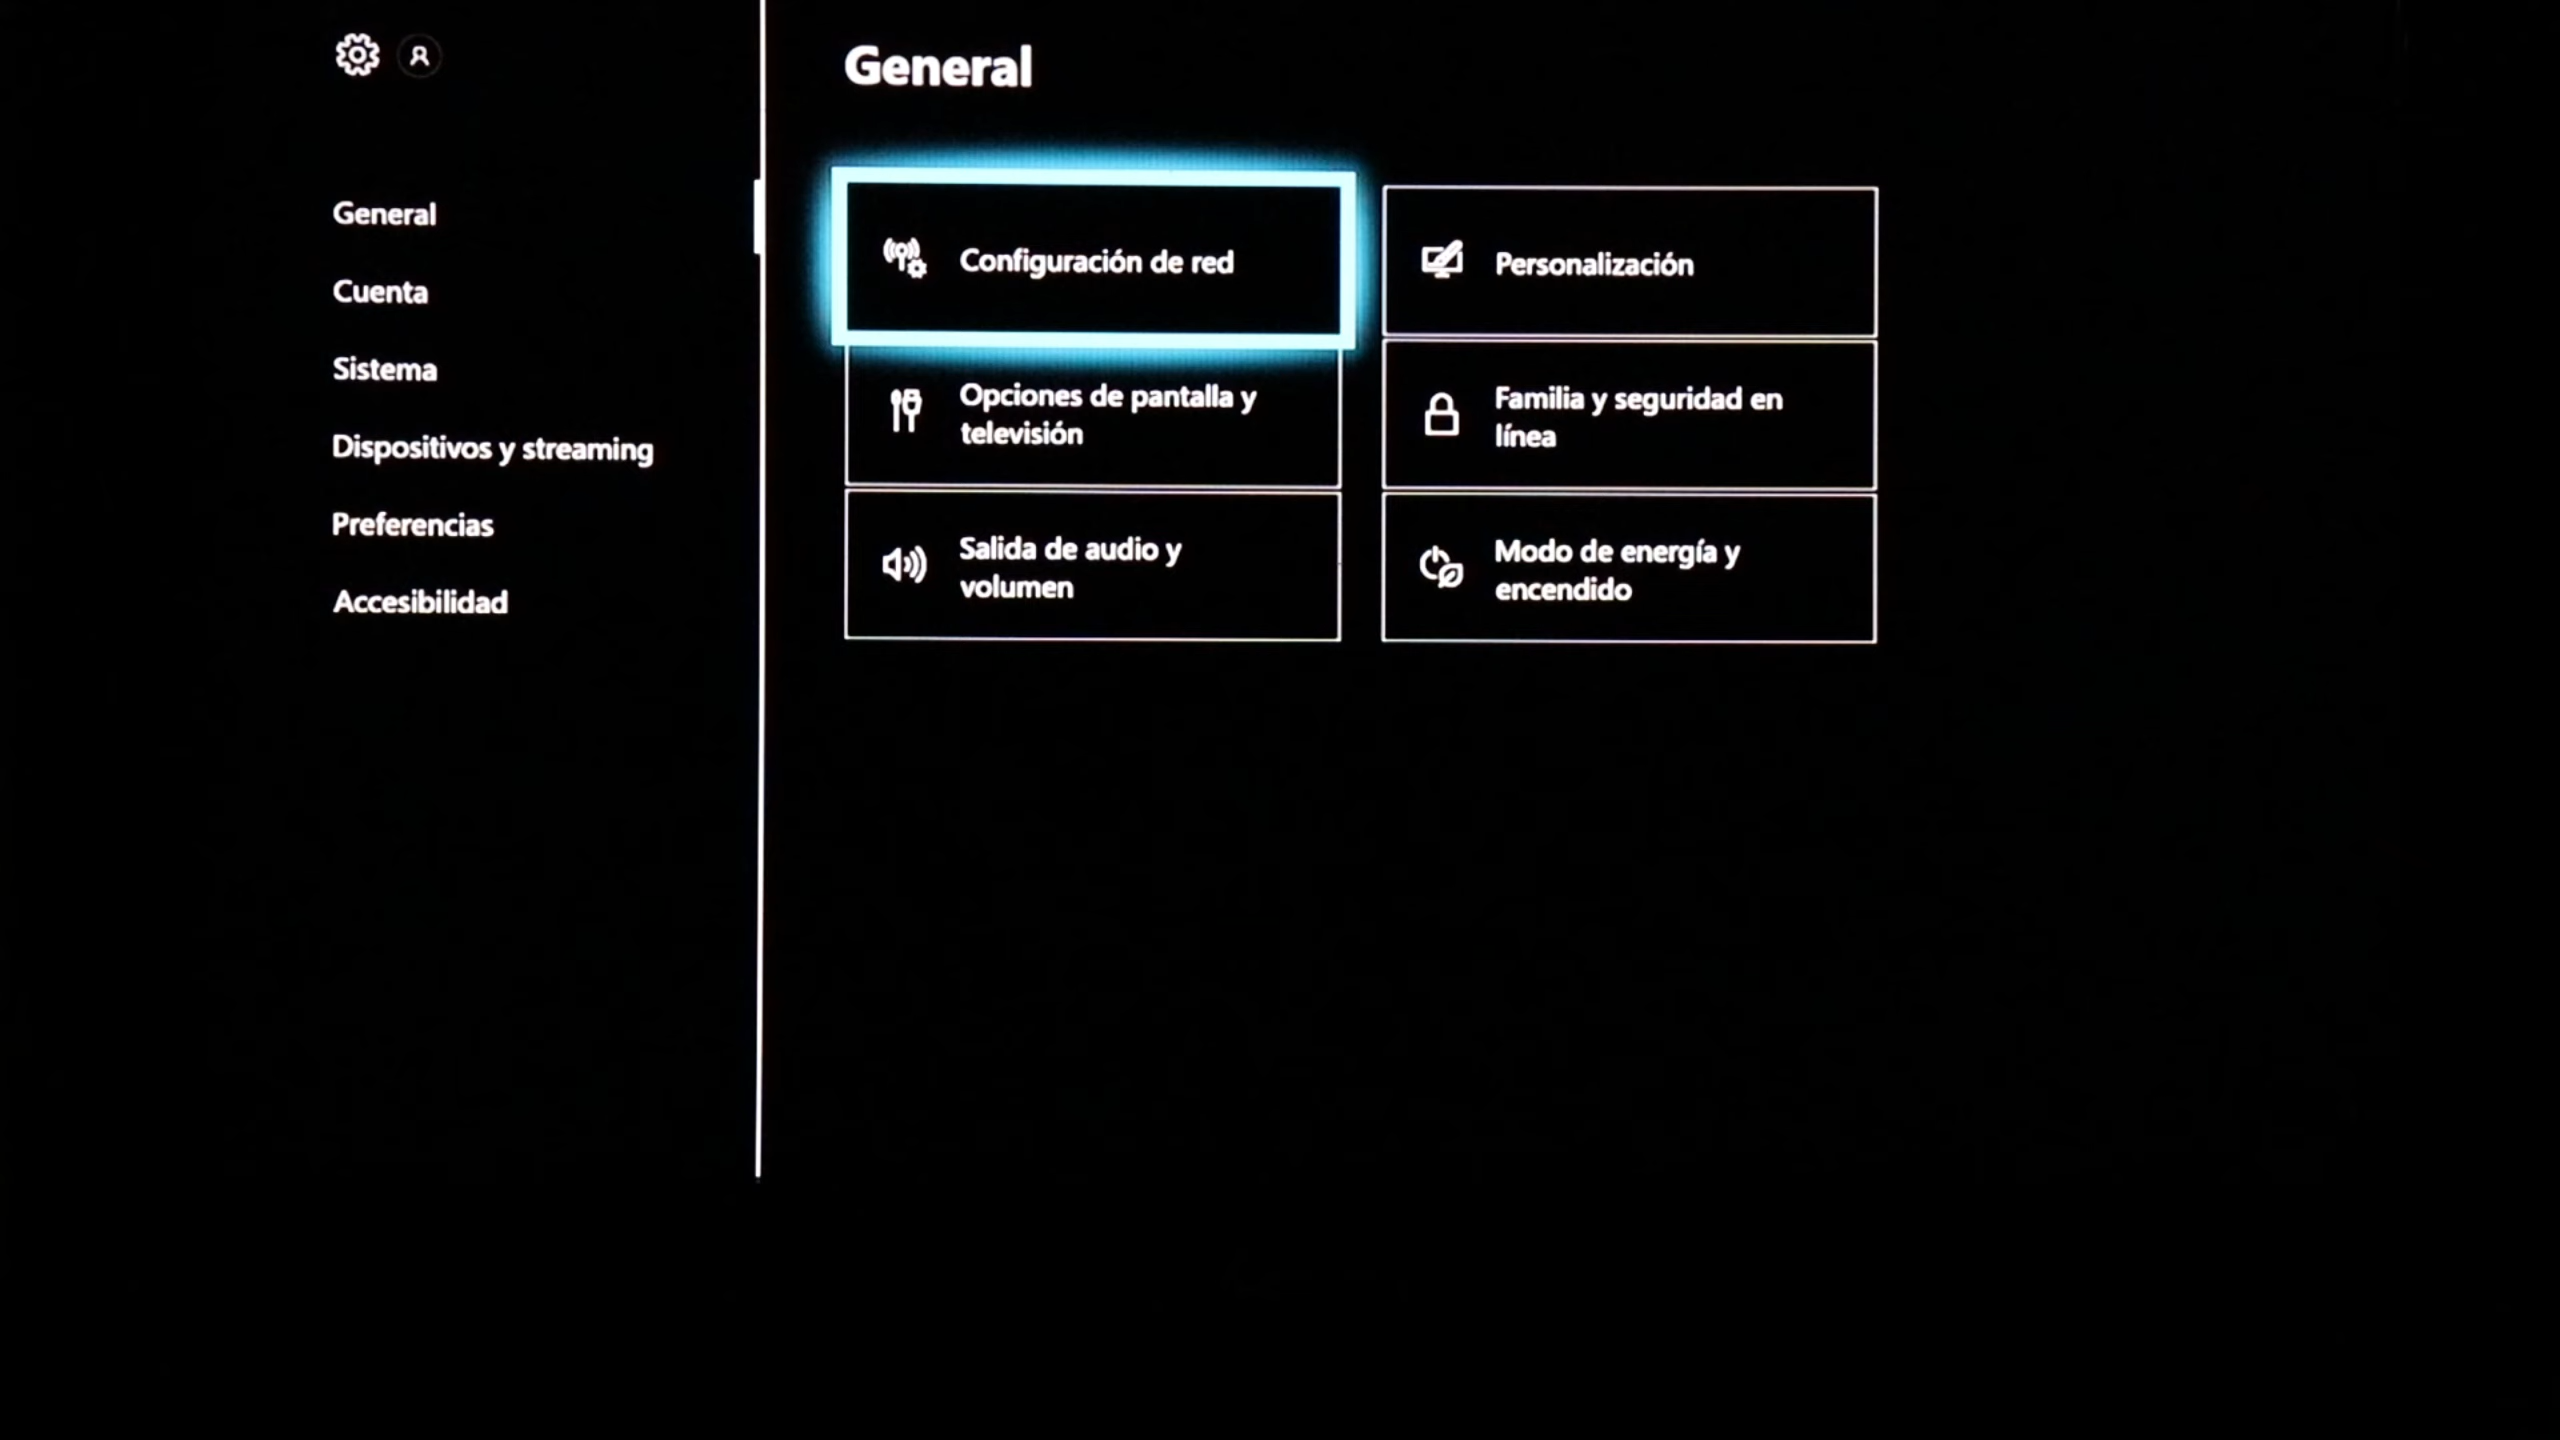 General
Cuenta
Sistema
Dispositivos y streaming
Preferencias
Accesibilidad
General
Configuración de red
Personalización
Opciones de pantalla y
televisión
Familia y seguridad en
línea
Salida de audio y
volumen
Modo de energía y
encendido